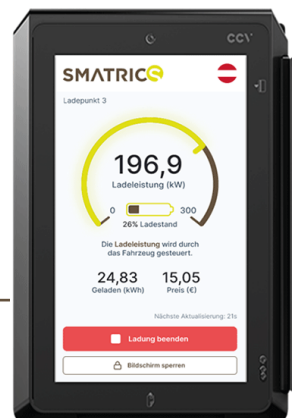 CCV
SMATRICS
Ladepunkt 3
196,9
Ladeleistung (kW)
0 300
26% Ladestand
Die Ladeleistung wird durch
das Fahrzeug gesteuert.
24,83 15,05
Geladen (kWh) Preis (€)
Nächste Aktualisierung: 21s
Ladung beenden
Bildschirm sperren